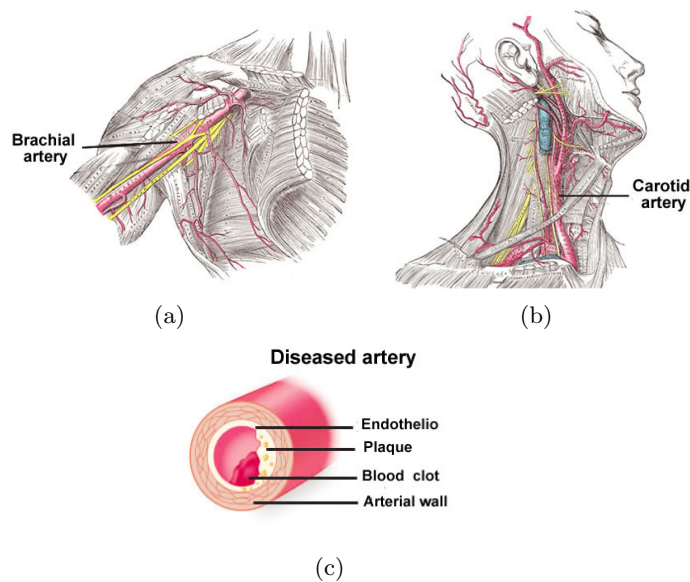 Brachial
artery
Carotid
artery
(a)
(b)
Diseased artery
Endothelio
Plaque
Blood clot
Arterial wall
(c)